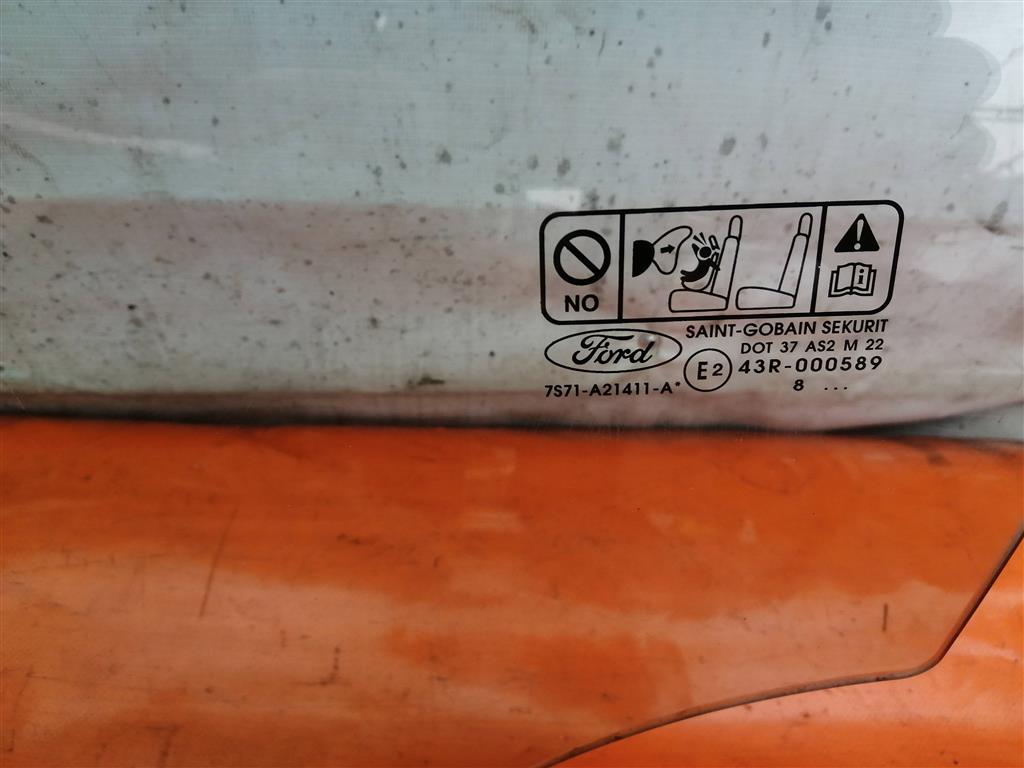 NO
SAINT-GOBAIN SEKURIT
Ford
DOT 37 AS2 M 22
E2 43R-000589
7S71-A21411-A*
8 ...